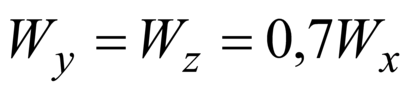 W_y = W_z = 0,7W_x